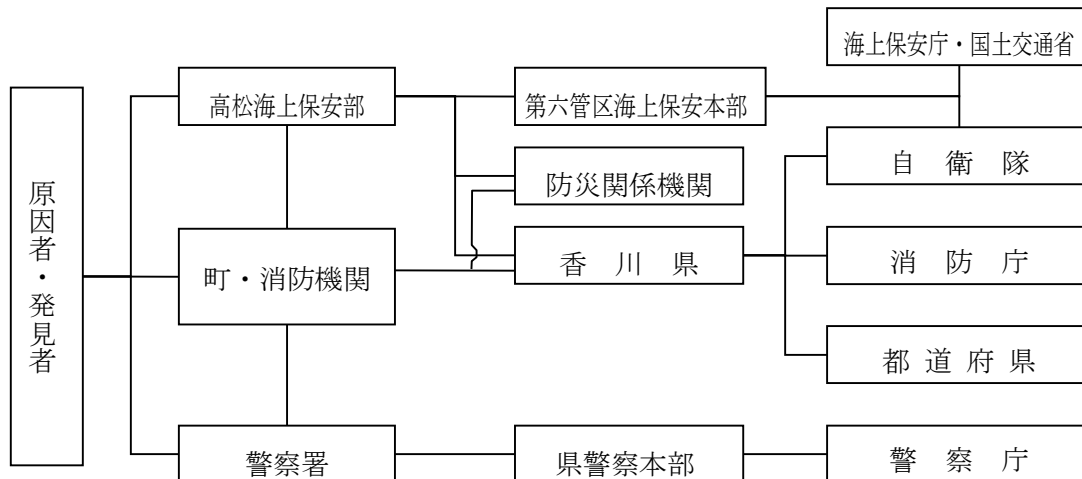 海上保安庁・国土交通省
高松海上保安部
第六管区海上保安本部
自　衛　隊
防災関係機関
原因者・発見者
町・消防機関
香　川　県
消　防　庁
都 道 府 県
警察署
県警察本部
警　察　庁